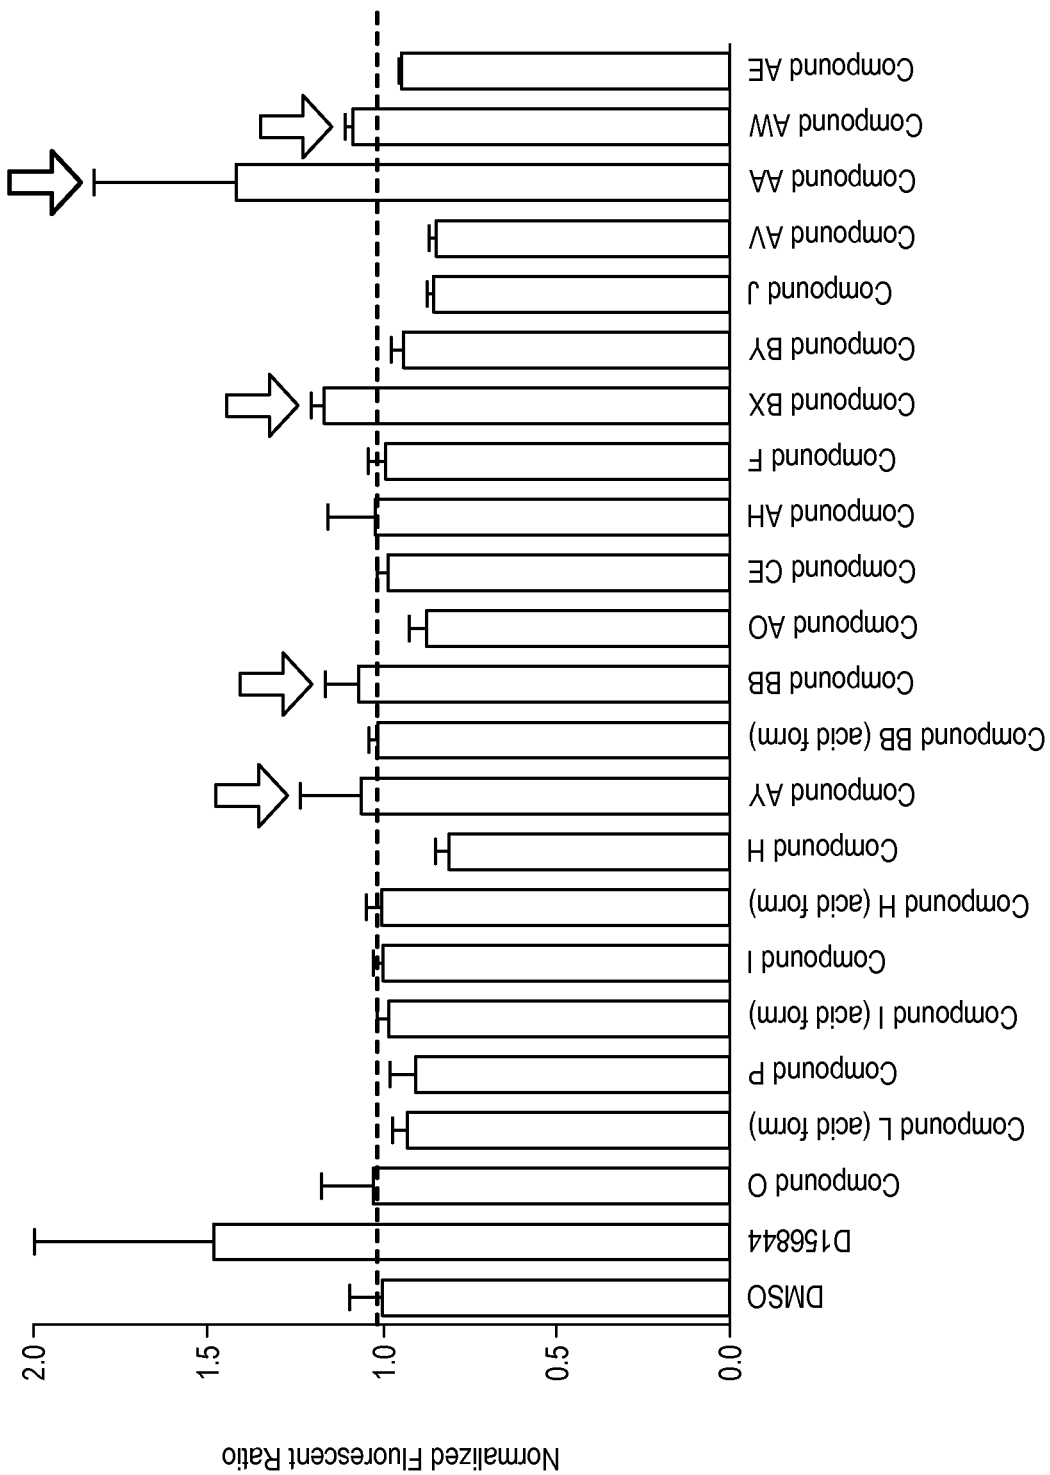 Normalized Fluorescent Ratio
2.0
1.5
1.0
0.5
0.0
DMSO
D156844
Compound O
Compound L (acid form)
Compound P
Compound I (acid form)
Compound I
Compound H (acid form)
Compound H
Compound AY
Compound BB (acid form)
Compound BB
Compound AO
Compound CE
Compound AH
Compound F
Compound BX
Compound BY
Compound J
Compound AV
Compound AA
Compound AW
Compound AE